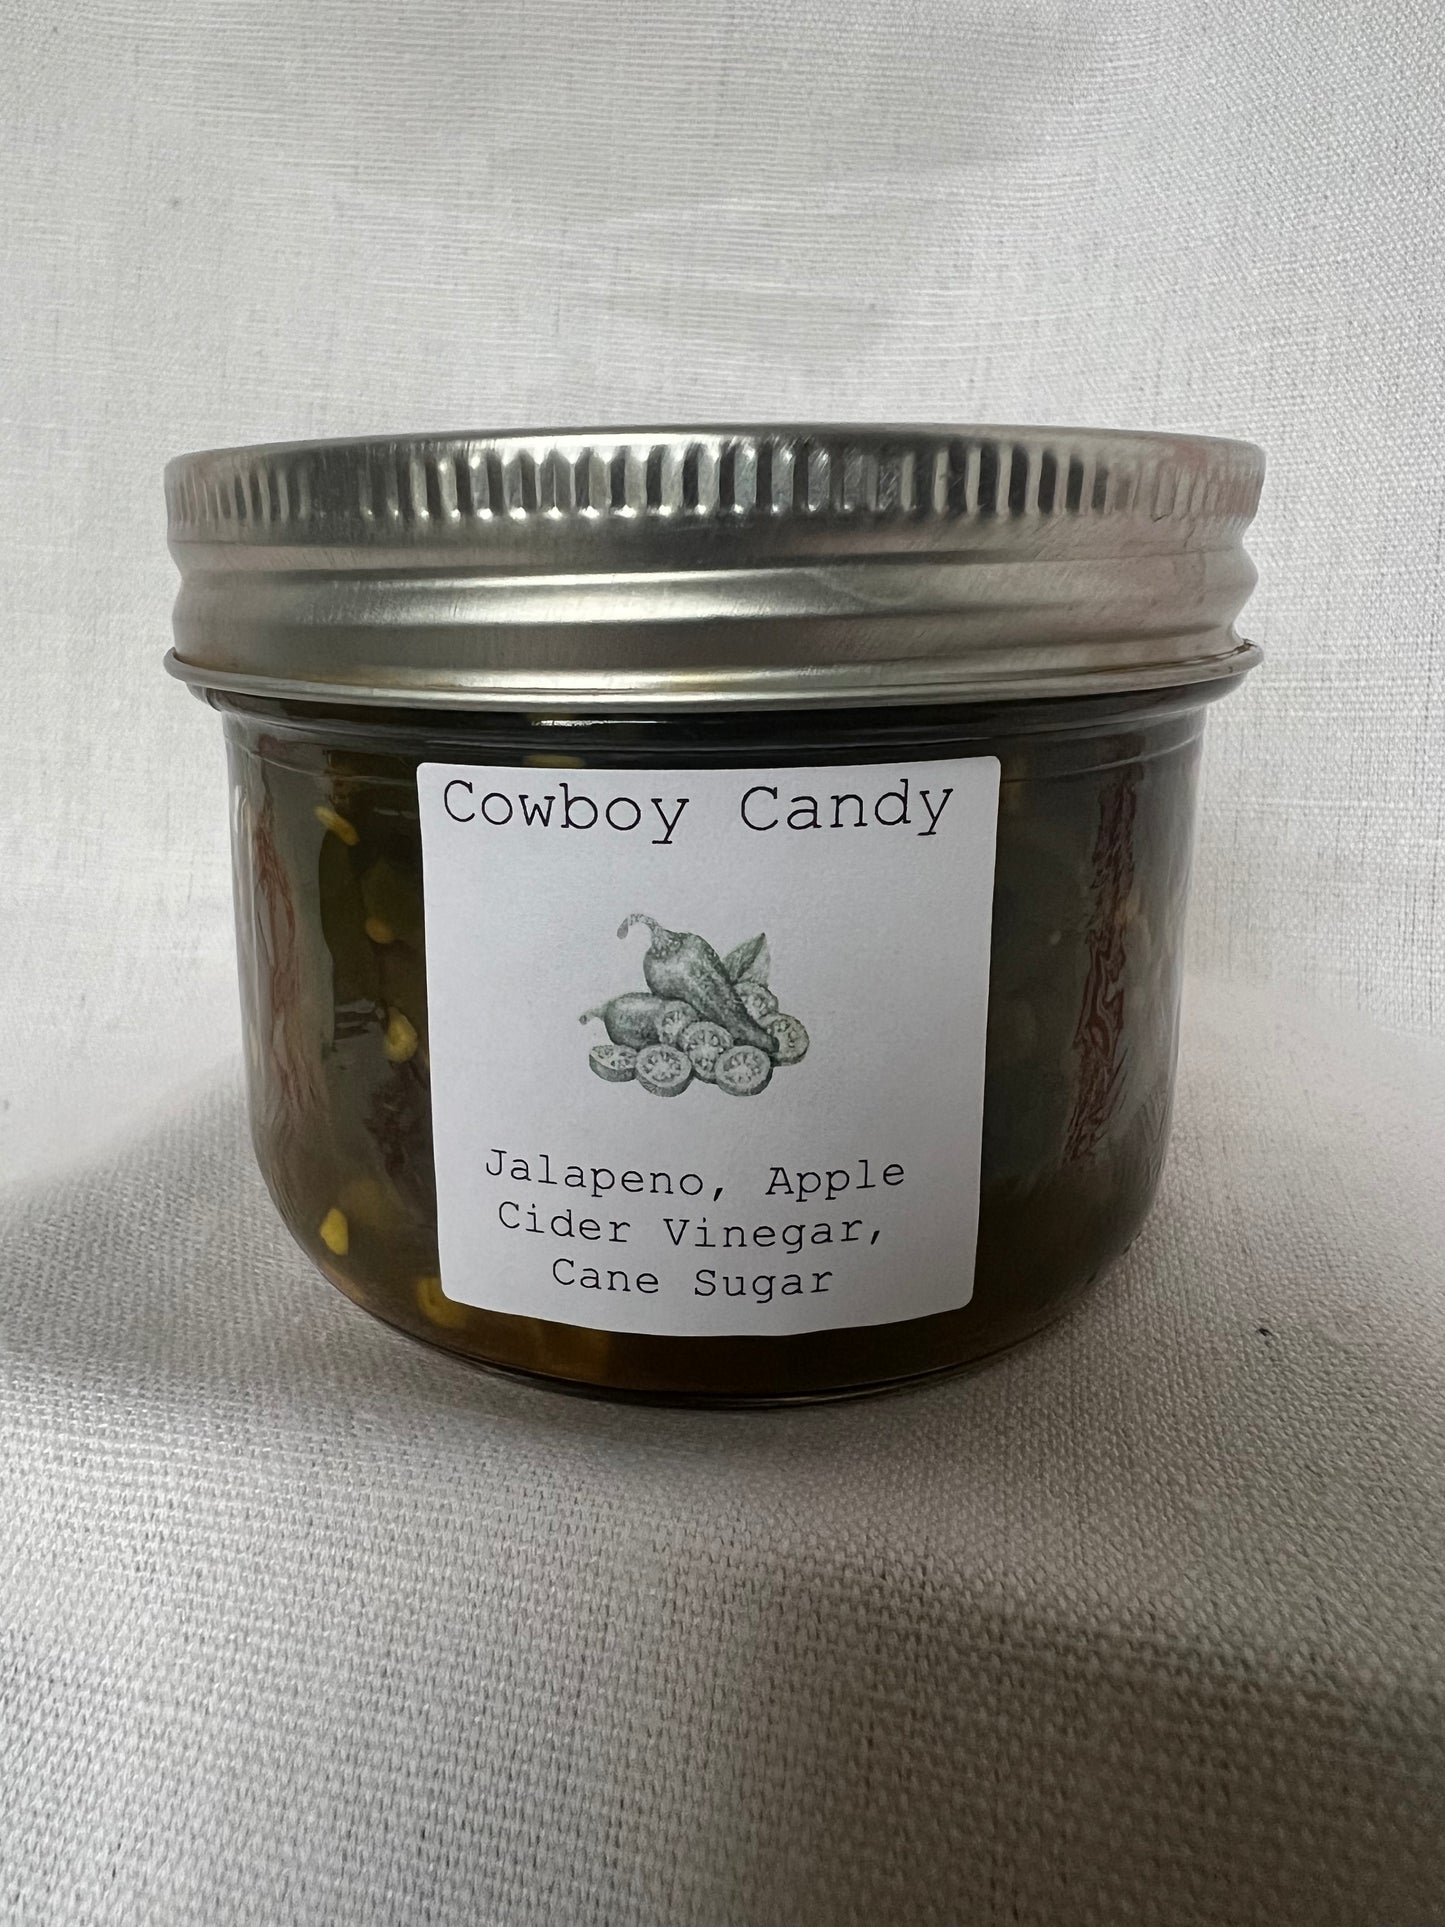 Cowboy Candy
Jalapeno, Apple
Cider Vinegar,
Cane Sugar